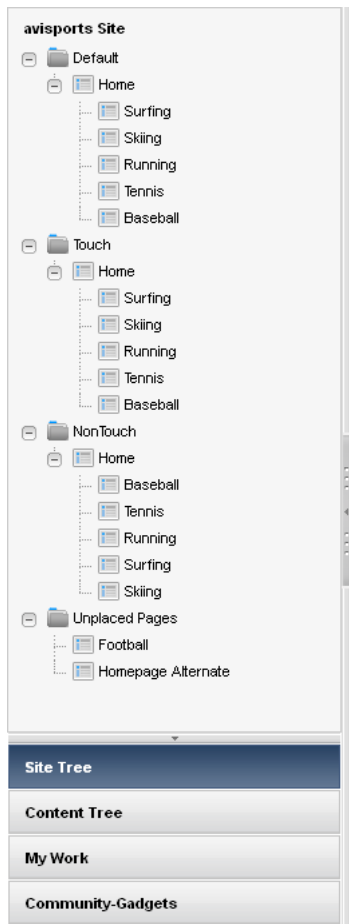 avisports Site
Default
Home
Surfing
Skiing
Running
Tennis
Baseball
Touch
Home
Surfing
Skiing
Running
Tennis
Baseball
NonTouch
Home
Baseball
Tennis
Running
Surfing
Skiing
Unplaced Pages
Football
Homepage Alternate
Site Tree
Content Tree
My Work
Community-Gadgets